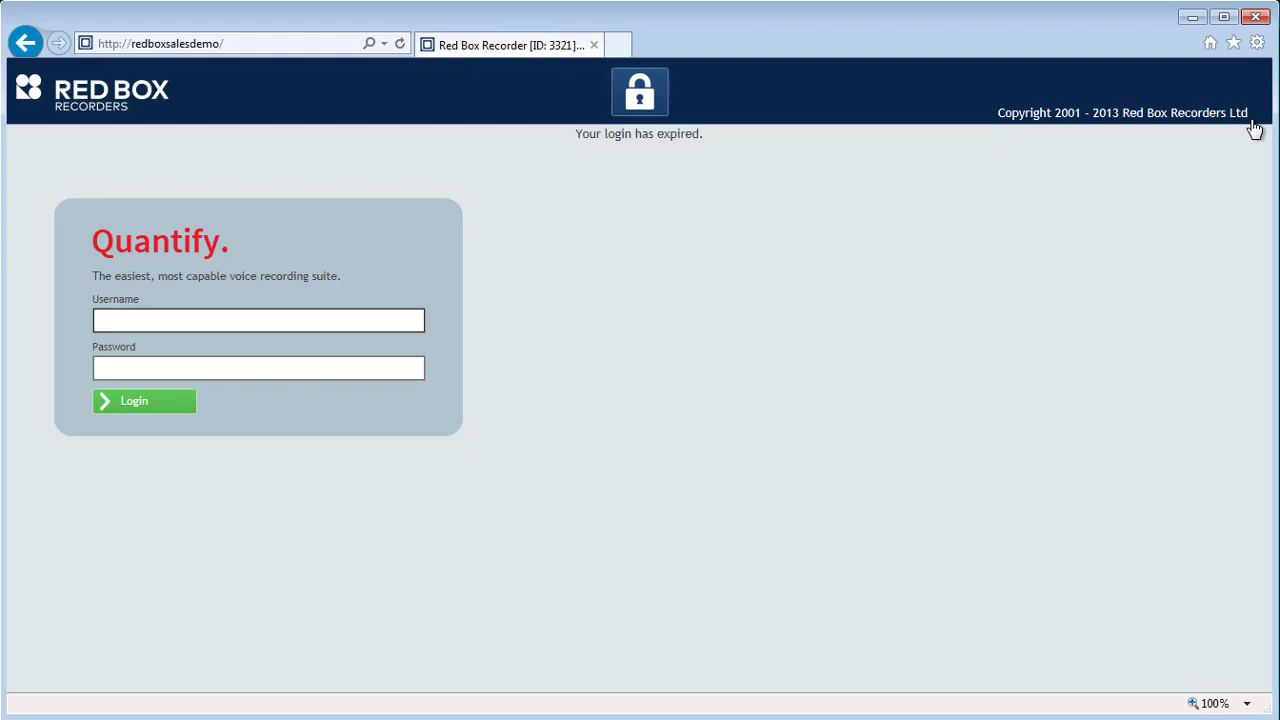 http://redboxsalesdemo/
Red Box Recorder [ID: 3321]...
RED BOX
RECORDERS
Copyright 2001 - 2013 Red Box Recorders Ltd
Your login has expired.
Quantify.
The easiest, most capable voice recording suite.
Username
Password
Login
100%